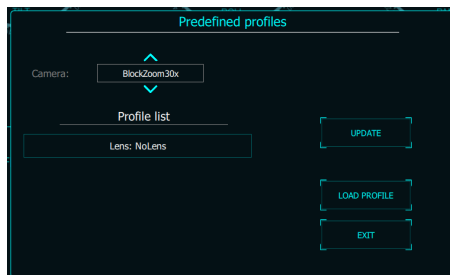 Predefined profiles
Camera:
BlockZoom30x
Profile list
Lens: NoLens
UPDATE
LOAD PROFILE
EXIT